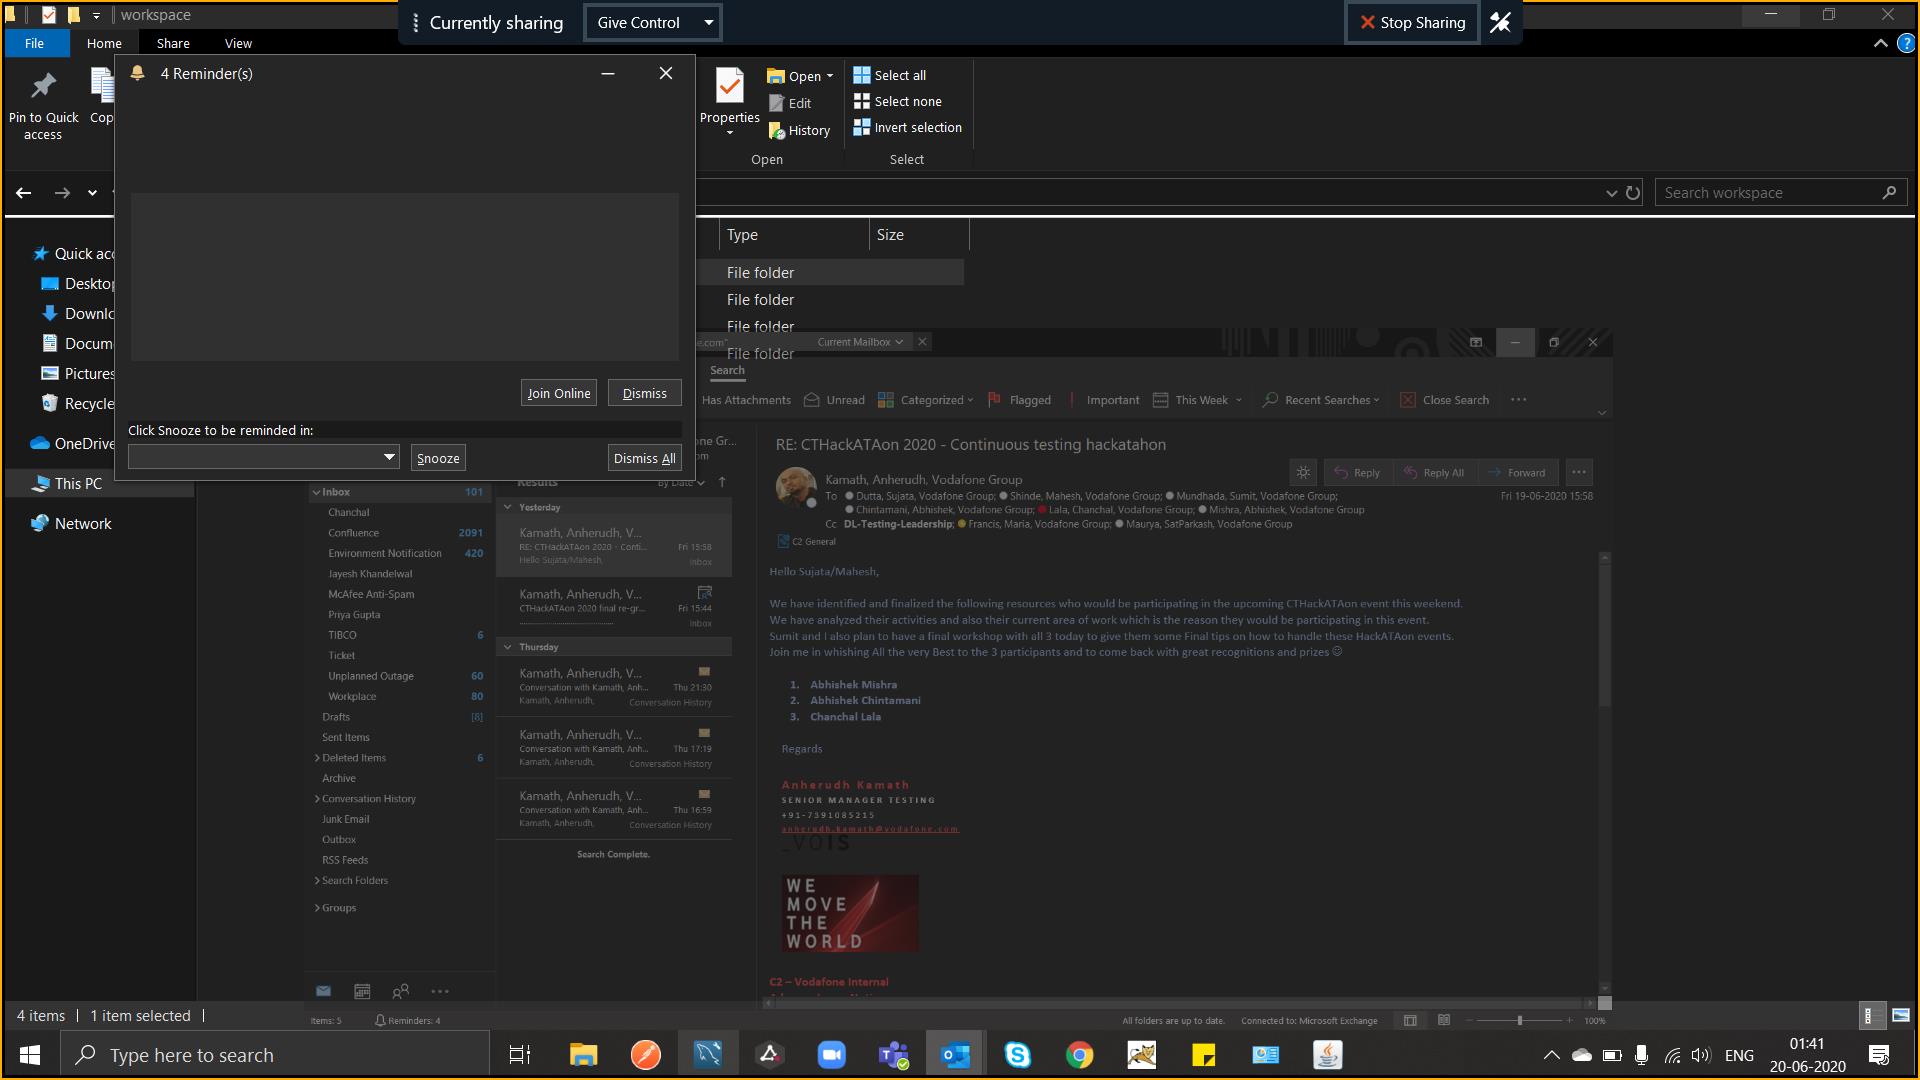 workspace
Currently sharing
Give Control
Stop Sharing
File
Home
Share
View
4 Reminder(s)
Pin to Quick
access
Properties
Open
Edit
History
Select all
Select none
Invert selection
Open
Select
Search workspace
Type
Size
File folder
File folder
File folder
File folder
Quick
OneDrive
Pictures
This PC
Network
Join Online
Dismiss
Click Snooze to be reminded in:
Snooze
Dismiss All
Current Mailbox
Search
Has Attachments
Unread
Categorized
Flagged
Important
This Week
Recent Searches
Close Search
Results
By Date
Inbox 101
Chanchal
Confluence 2091
Environment Notification 420
Jayesh Khandelwal
McAfee Anti-Spam
Priya Gupta
TIBCO 6
Ticket
Unplanned Outage 60
Workplace 80
Drafts [8]
Sent Items
Deleted Items 6
Archive
Conversation History
Junk Email
Outbox
RSS Feeds
Search Folders
Groups
Yesterday
Kamath, Anherudh, V...
RE: CTHackATAon 2020 - Conti... Fri 15:58
Hello Sujata/Mahesh, Inbox
Kamath, Anherudh, V...
CTHackATAon 2020 final re-gr... Fri 15:44
Inbox
Thursday
Kamath, Anherudh, V...
Conversation with Kamath, Anh... Thu 21:30
Kamath, Anherudh, Conversation History
Kamath, Anherudh, V...
Conversation with Kamath, Anh... Thu 17:19
Kamath, Anherudh, Conversation History
Kamath, Anherudh, V...
Conversation with Kamath, Anh... Thu 16:59
Kamath, Anherudh, Conversation History
Search Complete.
RE: CTHackATAon 2020 - Continuous testing hackatahon
Kamath, Anherudh, Vodafone Group
Reply
Reply All
Forward
To Dutta, Sujata, Vodafone Group; Shinde, Mahesh, Vodafone Group; Mundhada, Sumit, Vodafone Group;
Fri 19-06-2020 15:58
Chintamani, Abhishek, Vodafone Group; Lala, Chanchal, Vodafone Group; Mishra, Abhishek, Vodafone Group
Cc DL-Testing-Leadership; Francis, Maria, Vodafone Group; Maurya, SatParkash, Vodafone Group
C2 General
Hello Sujata/Mahesh,
We have identified and finalized the following resources who would be participating in the upcoming CTHackATAon event this weekend.
We have analyzed their activities and also their current area of work which is the reason they would be participating in this event.
Sumit and I also plan to have a final workshop with all 3 today to give them some Final tips on how to handle these HackATAon events.
Join me in whishing All the very Best to the 3 participants and to come back with great recognitions and prizes ☺
1. Abhishek Mishra
2. Abhishek Chintamani
3. Chanchal Lala
Regards
Anherudh Kamath
SENIOR MANAGER TESTING
+91-7391085215
anherudh.kamath@vodafone.com
_VOIS
WE
MOVE
THE
WORLD
C2 – Vodafone Internal
Items: 5
Reminders: 4
All folders are up to date.
Connected to: Microsoft Exchange
100%
4 items
1 item selected
Type here to search
ENG
01:41
20-06-2020